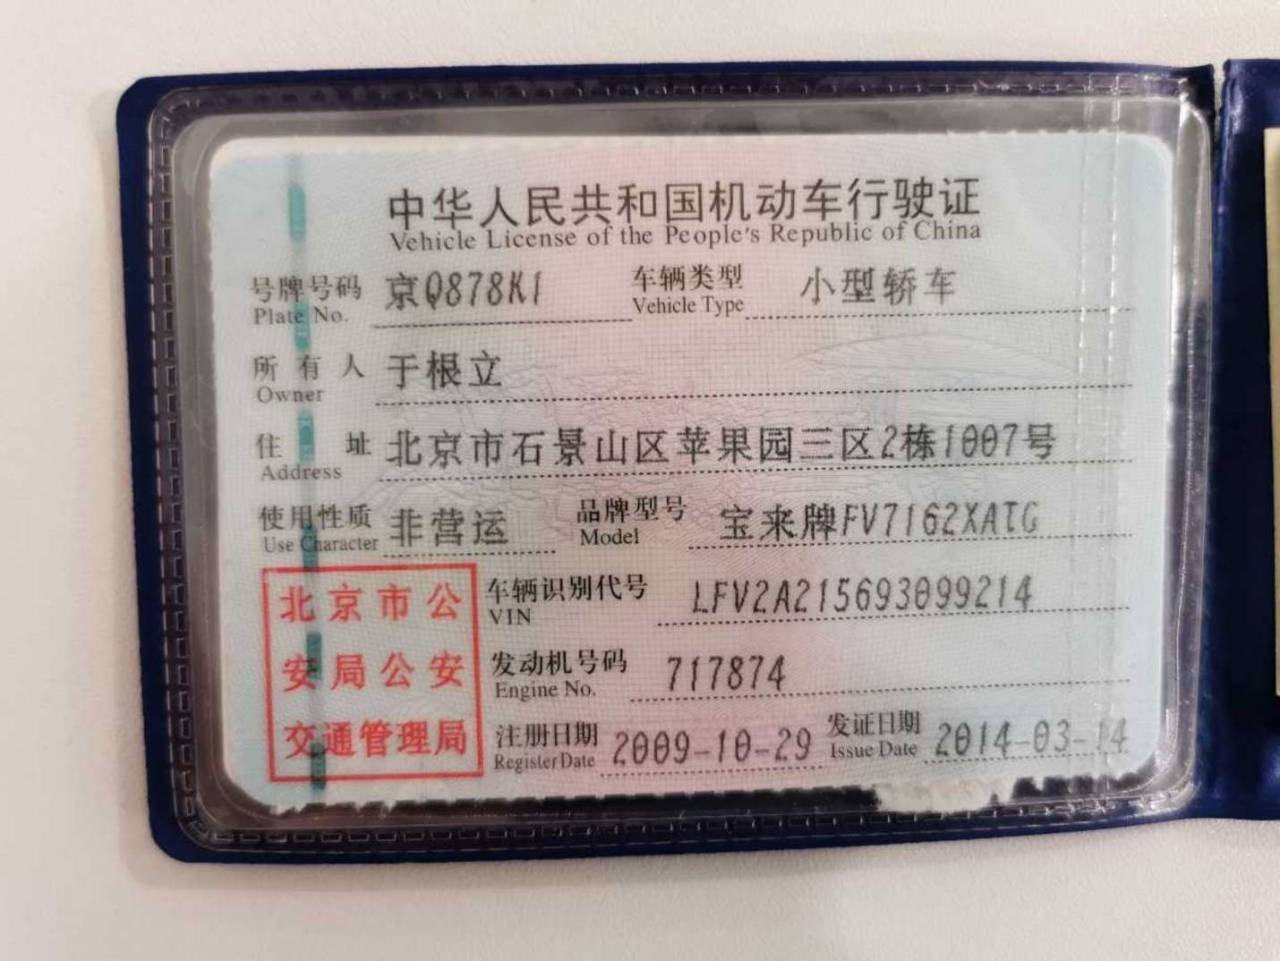 中华人民共和国机动车行驶证
Vehicle License of the People's Republic of China
号牌号码 京Q878K1 车辆类型 小型轿车
Plate No. Vehicle Type
所有人 于根立
Owner
住址 北京市石景山区苹果园三区2栋1007号
Address
使用性质 非营运 品牌型号 宝来牌FV7162XATG
Use Character Model
车辆识别代号 LFV2A215693099214
VIN
发动机号码 717874
Engine No.
注册日期 2009-10-29 发证日期 2014-03-14
Register Date Issue Date
北京市公
安局公安
交通管理局